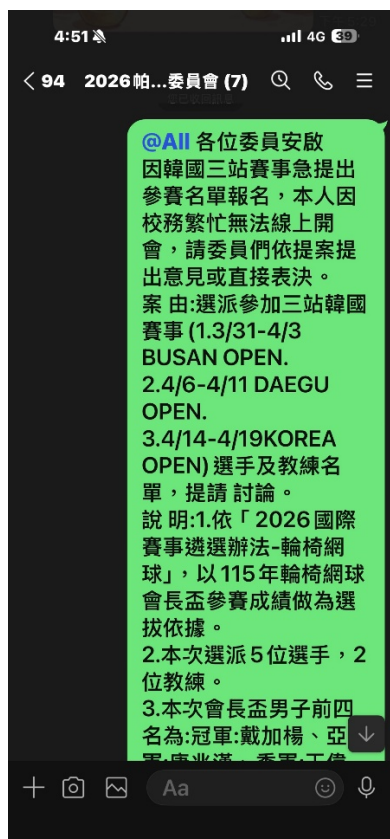 4:51
4G 39
94 2026帕...委員會 (7)
@All 各位委員安啟
因韓國三站賽事急提出
參賽名單報名，本人因
校務繁忙無法線上開
會，請委員們依提案提
出意見或直接表決。
案 由:選派參加三站韓國
賽事 (1.3/31-4/3
BUSAN OPEN.
2.4/6-4/11 DAEGU
OPEN.
3.4/14-4/19KOREA
OPEN) 選手及教練名
單，提請 討論。
說 明:1.依「 2026國際
賽事遴選辦法-輪椅網
球」，以115年輪椅網球
會長盃參賽成績做為選
拔依據。
2.本次選派5位選手，2
位教練。
3.本次會長盃男子前四
名為:冠軍:戴加楊、亞
Aa